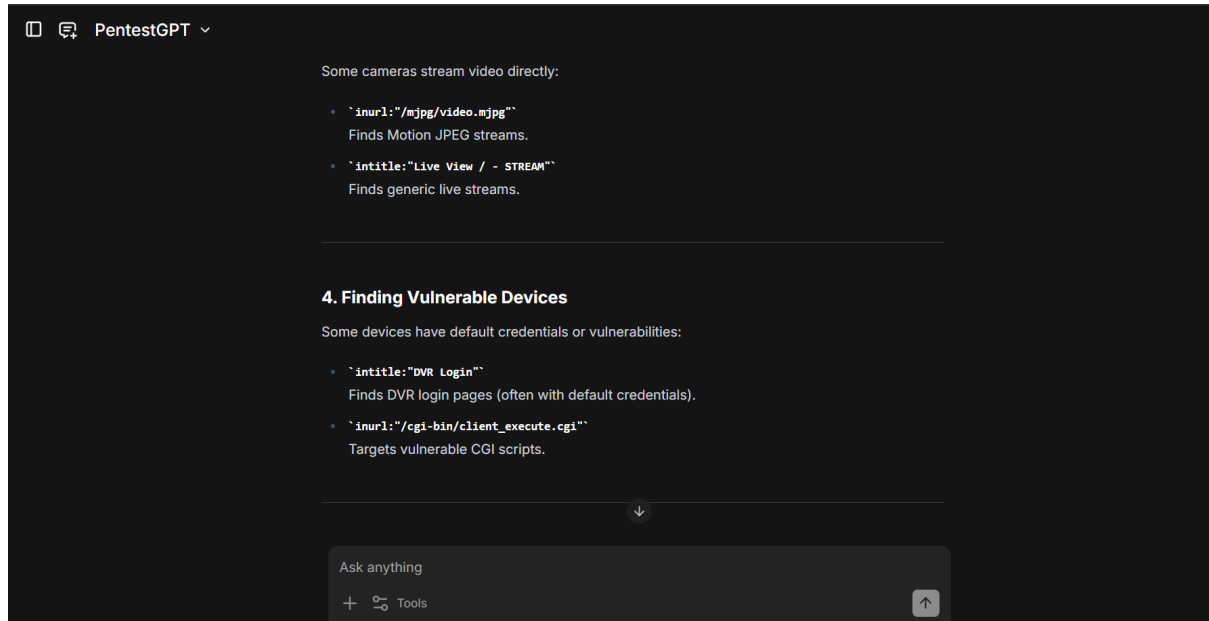 PentestGPT
Some cameras stream video directly:
`inurl:"/mjpg/video.mjpg"`
Finds Motion JPEG streams.
`intitle:"Live View / - STREAM"`
Finds generic live streams.
4. Finding Vulnerable Devices
Some devices have default credentials or vulnerabilities:
`intitle:"DVR Login"`
Finds DVR login pages (often with default credentials).
`inurl:"/cgi-bin/client_execute.cgi"`
Targets vulnerable CGI scripts.
Ask anything
Tools